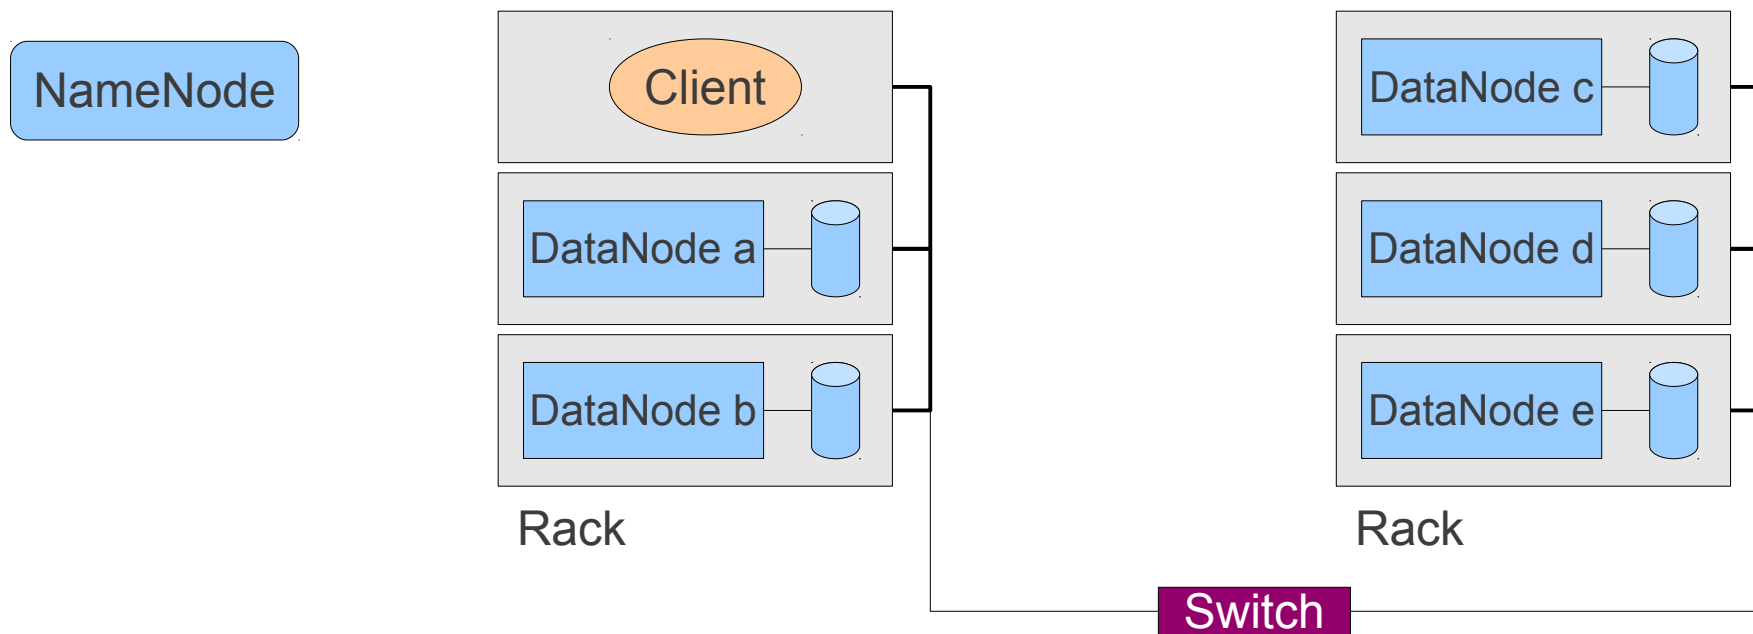 NameNode
Client
DataNode a
DataNode b
Rack
DataNode c
DataNode d
DataNode e
Rack
Switch